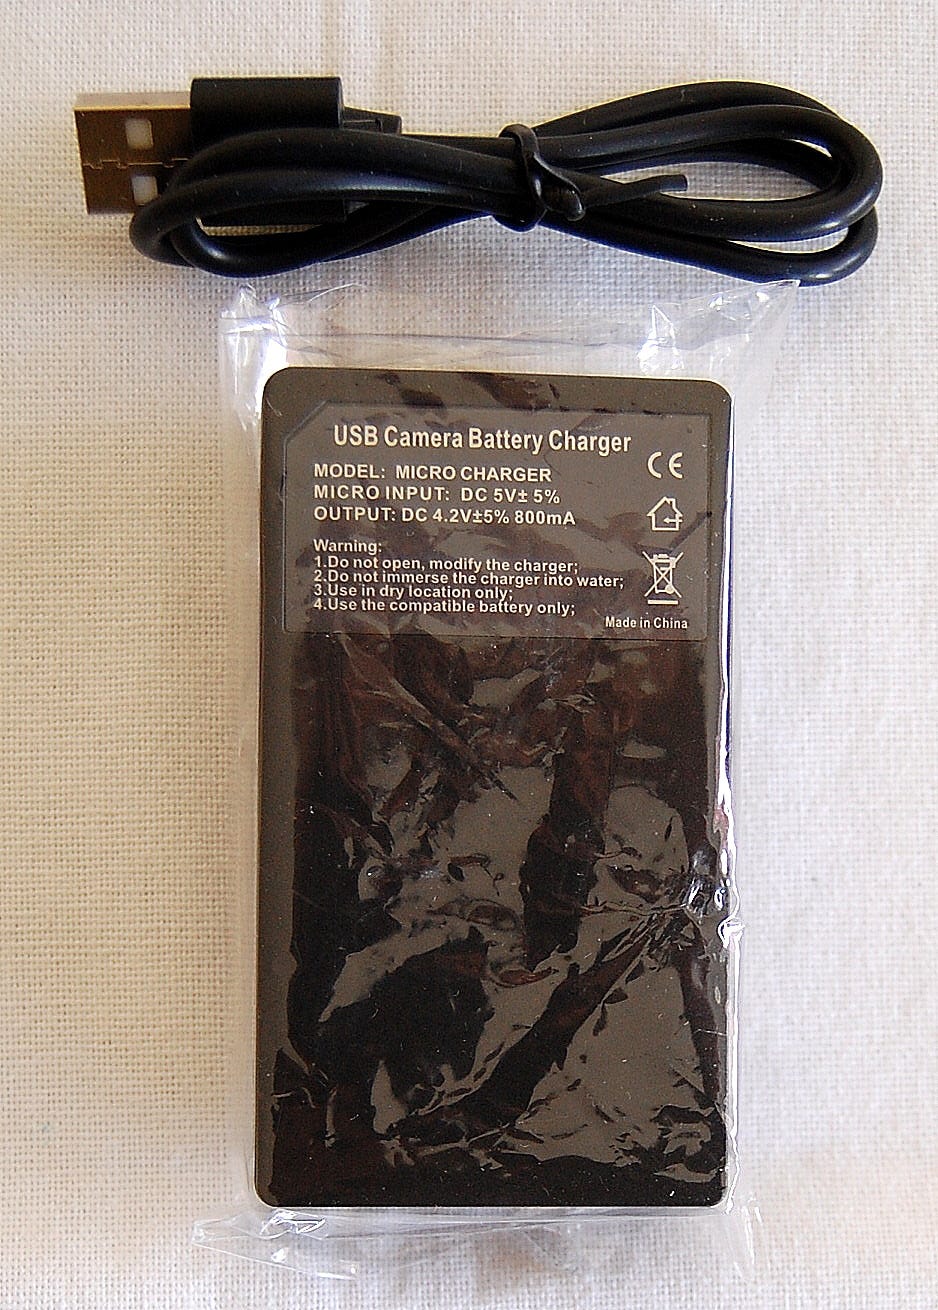 USB Camera Battery Charger
MODEL: MICRO CHARGER
MICRO INPUT: DC 5V± 5%
OUTPUT: DC 4.2V±5% 800mA
CE
Warning:
1.Do not open, modify the charger;
2.Do not immerse the charger into water;
3.Use in dry location only;
4.Use the compatible battery only;
Made in China